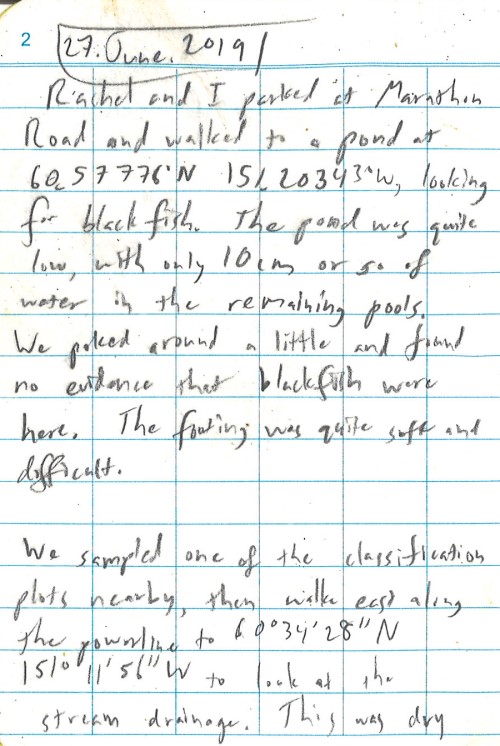 2
27. June. 2019
Rachel and I parked at Marathon
Road and walked to a pond at
60.57776°N 151.20343°W, looking
for blackfish. The pond was quite
low, with only 10cm or so of
water in the remaining pools.
We poked around a little and found
no evidence that blackfish were
here. The footing was quite soft and
difficult.
We sampled one of the classification
plots nearby, then walke east along
the powerline to 60°34'28"N
151° 11' 56" W to look at the
stream drainage. This was dry